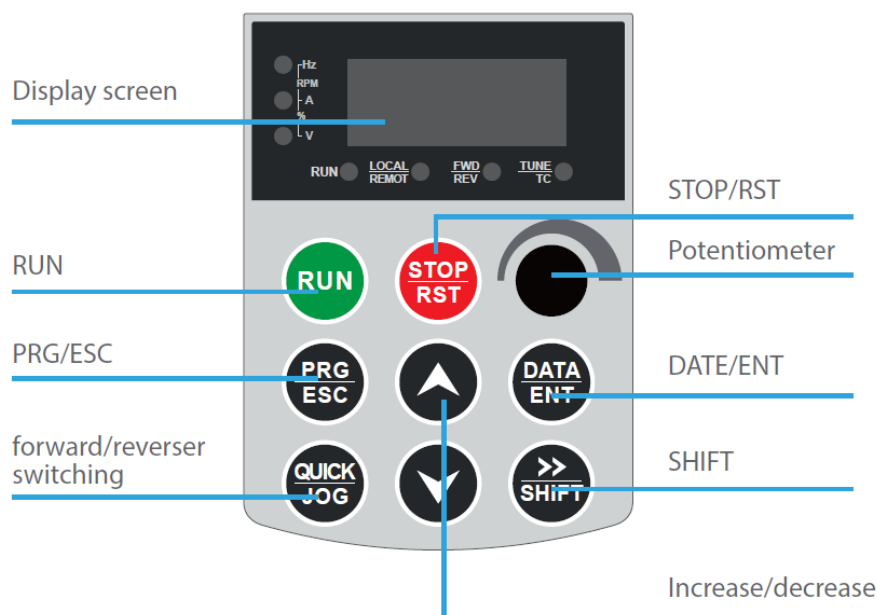 Hz
RPM
A
%
V
Display screen
RUN LOCAL REMOT FWD REV TUNE TC
STOP/RST
Potentiometer
RUN
RUN
STOP
RST
PRG/ESC
PRG
ESC
DATA
ENT
DATE/ENT
forward/reverser
switching
QUICK
JOG
>>
SHIFT
SHIFT
Increase/decrease